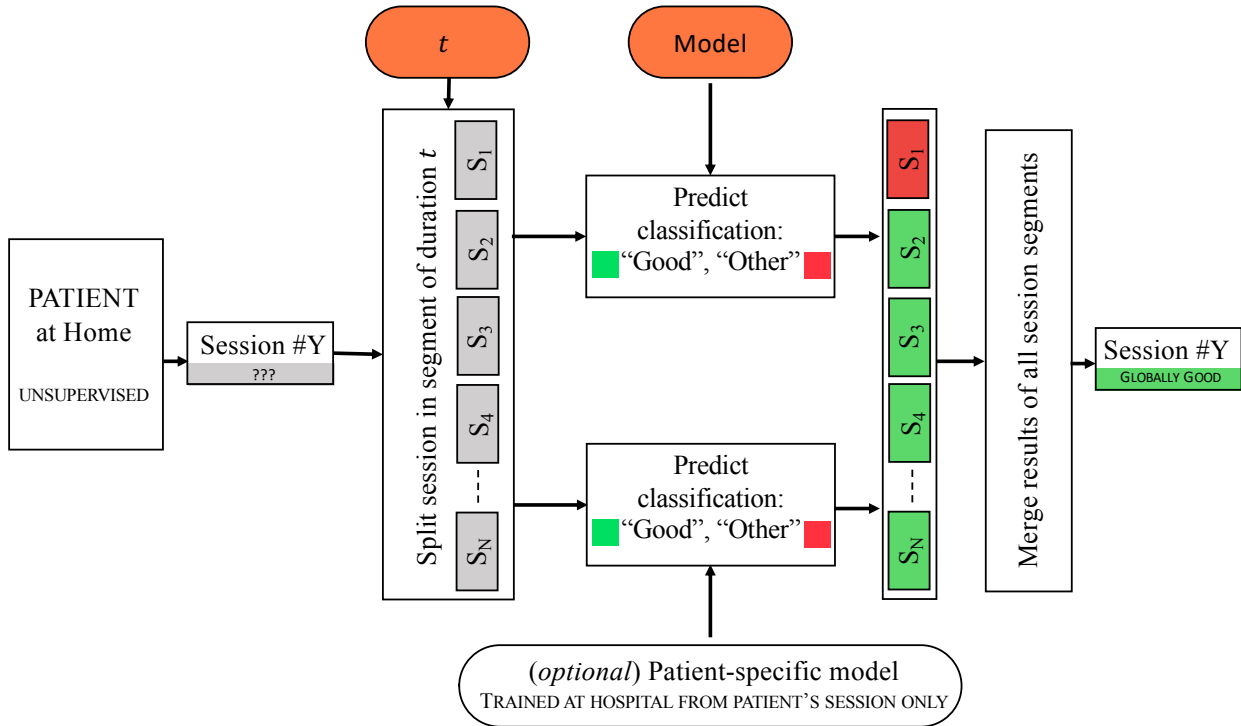 t
Model
PATIENT
at Home
UNSUPERVISED
Session #Y
???
Split session in segment of duration t
S1
S2
S3
S4
SN
Predict
classification:
“Good”, “Other”
Predict
classification:
“Good”, “Other”
(optional) Patient-specific model
TRAINED AT HOSPITAL FROM PATIENT’S SESSION ONLY
S1
S2
S3
S4
SN
Merge results of all session segments
Session #Y
GLOBALLY GOOD